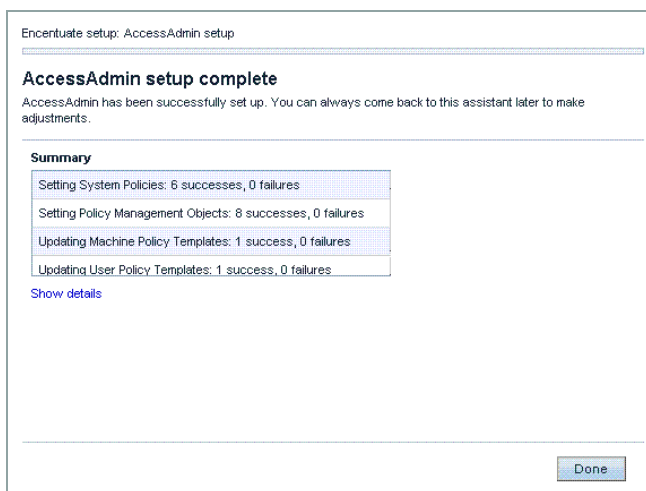 Encentuate setup: AccessAdmin setup
AccessAdmin setup complete
AccessAdmin has been successfully set up. You can always come back to this assistant later to make
adjustments.
Summary
Setting System Policies: 6 successes, 0 failures
Setting Policy Management Objects: 8 successes, 0 failures
Updating Machine Policy Templates: 1 success, 0 failures
Updating User Policy Templates: 1 success, 0 failures
Show details
Done